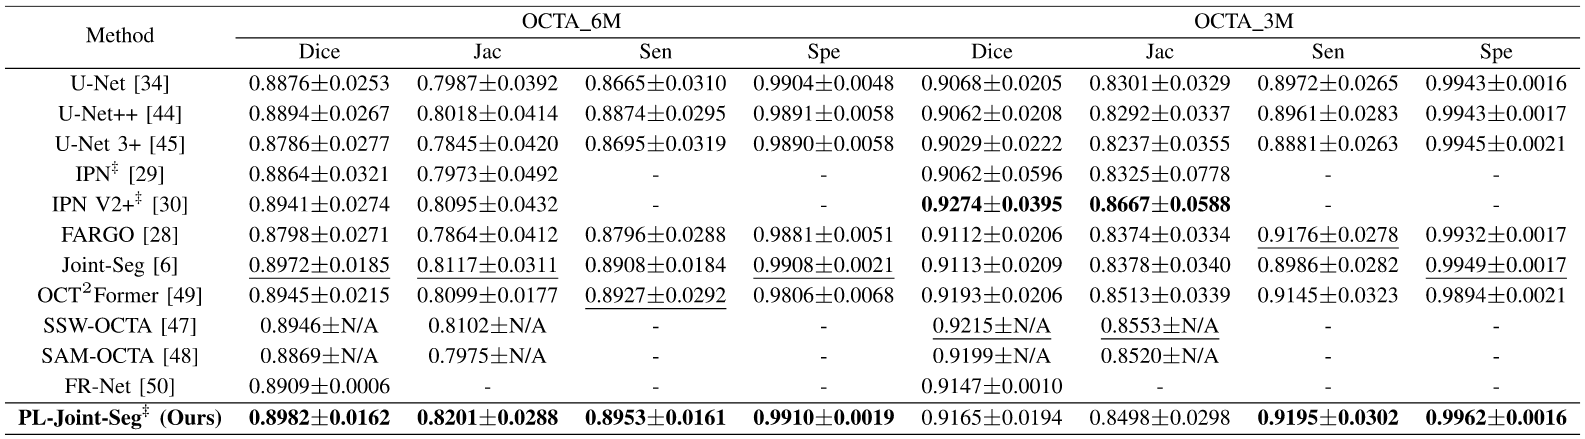 Method OCTA_6M OCTA_3M
Dice Jac Sen Spe Dice Jac Sen Spe
U-Net [34] 0.8876±0.0253 0.7987±0.0392 0.8665±0.0310 0.9904±0.0048 0.9068±0.0205 0.8301±0.0329 0.8972±0.0265 0.9943±0.0016
U-Net++ [44] 0.8894±0.0267 0.8018±0.0414 0.8874±0.0295 0.9891±0.0058 0.9062±0.0208 0.8292±0.0337 0.8961±0.0283 0.9943±0.0017
U-Net 3+ [45] 0.8786±0.0277 0.7845±0.0420 0.8695±0.0319 0.9890±0.0058 0.9029±0.0222 0.8237±0.0355 0.8881±0.0263 0.9945±0.0021
IPN‡ [29] 0.8864±0.0321 0.7973±0.0492 - - 0.9062±0.0596 0.8325±0.0778 - -
IPN V2+‡ [30] 0.8941±0.0274 0.8095±0.0432 - - 0.9274±0.0395 0.8667±0.0588 - -
FARGO [28] 0.8798±0.0271 0.7864±0.0412 0.8796±0.0288 0.9881±0.0051 0.9112±0.0206 0.8374±0.0334 0.9176±0.0278 0.9932±0.0017
Joint-Seg [6] 0.8972±0.0185 0.8117±0.0311 0.8908±0.0184 0.9908±0.0021 0.9113±0.0209 0.8378±0.0340 0.8986±0.0282 0.9949±0.0017
OCT²Former [49] 0.8945±0.0215 0.8099±0.0177 0.8927±0.0292 0.9806±0.0068 0.9193±0.0206 0.8513±0.0339 0.9145±0.0323 0.9894±0.0021
SSW-OCTA [47] 0.8946±N/A 0.8102±N/A - - 0.9215±N/A 0.8553±N/A - -
SAM-OCTA [48] 0.8869±N/A 0.7975±N/A - - 0.9199±N/A 0.8520±N/A - -
FR-Net [50] 0.8909±0.0006 - - - 0.9147±0.0010 - - -
PL-Joint-Seg‡ (Ours) 0.8982±0.0162 0.8201±0.0288 0.8953±0.0161 0.9910±0.0019 0.9165±0.0194 0.8498±0.0298 0.9195±0.0302 0.9962±0.0016